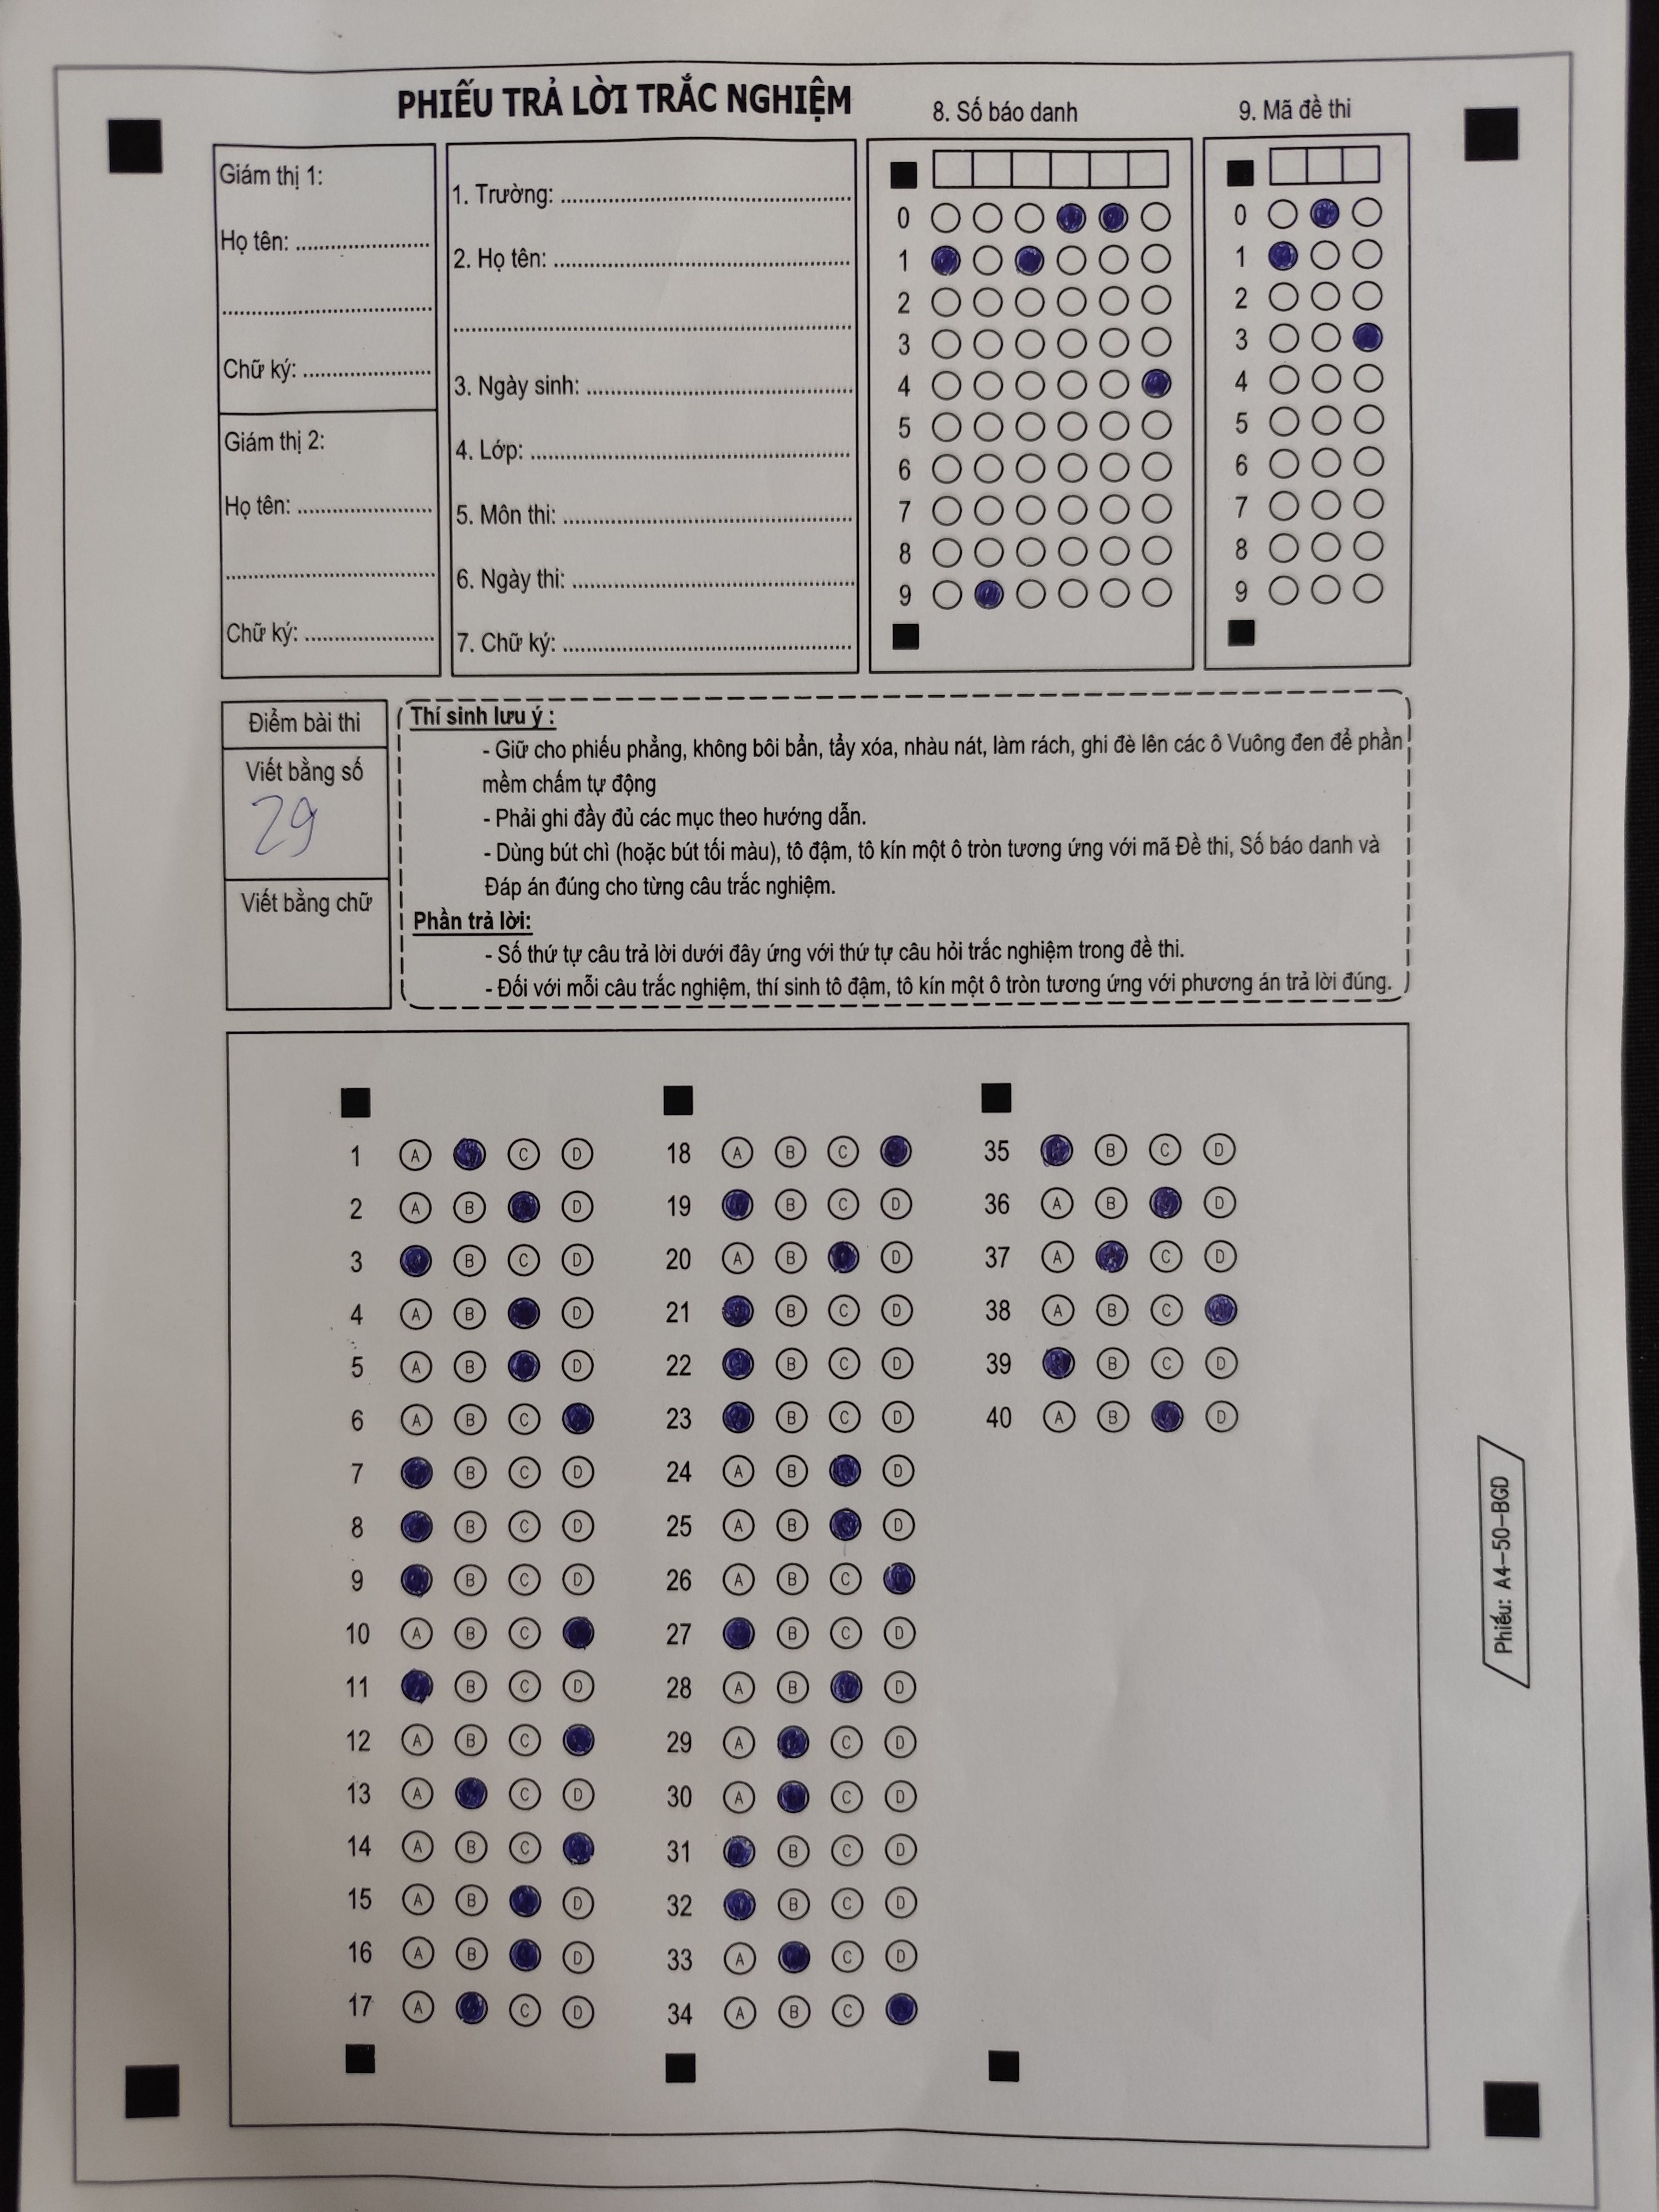 PHIẾU TRẢ LỜI TRẮC NGHIỆM
8. Số báo danh
9. Mã đề thi
Giám thị 1:
Họ tên: ........................
........................
Chữ ký: ........................
Giám thị 2:
Họ tên: ........................
........................
Chữ ký: ........................
1. Trường: ........................
2. Họ tên: ........................
........................
3. Ngày sinh: ........................
4. Lớp: ........................
5. Môn thi: ........................
6. Ngày thi: ........................
7. Chữ ký: ........................
0
1
2
3
4
5
6
7
8
9
0
1
2
3
4
5
6
7
8
9
Điểm bài thi
Viết bằng số
29
Viết bằng chữ
Thí sinh lưu ý :
- Giữ cho phiếu phẳng, không bôi bẩn, tẩy xóa, nhàu nát, làm rách, ghi đè lên các ô Vuông đen để phần
mềm chấm tự động
- Phải ghi đầy đủ các mục theo hướng dẫn.
- Dùng bút chì (hoặc bút tối màu), tô đậm, tô kín một ô tròn tương ứng với mã Đề thi, Số báo danh và
Đáp án đúng cho từng câu trắc nghiệm.
Phần trả lời:
- Số thứ tự câu trả lời dưới đây ứng với thứ tự câu hỏi trắc nghiệm trong đề thi.
- Đối với mỗi câu trắc nghiệm, thí sinh tô đậm, tô kín một ô tròn tương ứng với phương án trả lời đúng.
1 A C D
2 A B D
3 B C D
4 A B D
5 A B D
6 A B C
7 B C D
8 B C D
9 B C D
10 A B C
11 B C D
12 A B C
13 A C D
14 A B C
15 A B D
16 A B D
17 A C D
18 A B C
19 B C D
20 A B D
21 B C D
22 B C D
23 B C D
24 A B D
25 A B D
26 A B C
27 B C D
28 A B D
29 A C D
30 A C D
31 B C D
32 B C D
33 A C D
34 A B C
35 B C D
36 A B D
37 A C D
38 A B C
39 B C D
40 A B D
Phiếu: A4-50-BGD